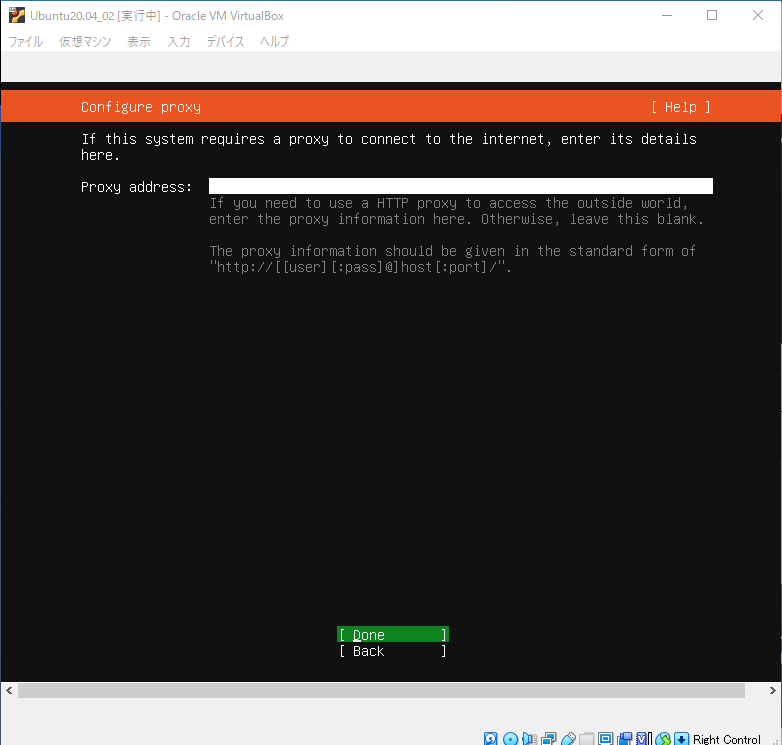 Ubuntu20.04_02 [実行中] - Oracle VM VirtualBox
ファイル 仮想マシン 表示 入力 デバイス ヘルプ
Configure proxy [ Help ]
If this system requires a proxy to connect to the internet, enter its details
here.
Proxy address:
If you need to use a HTTP proxy to access the outside world,
enter the proxy information here. Otherwise, leave this blank.
The proxy information should be given in the standard form of
"http://[[user][:pass]@]host[:port]/".
[ Done ]
[ Back ]
Right Control